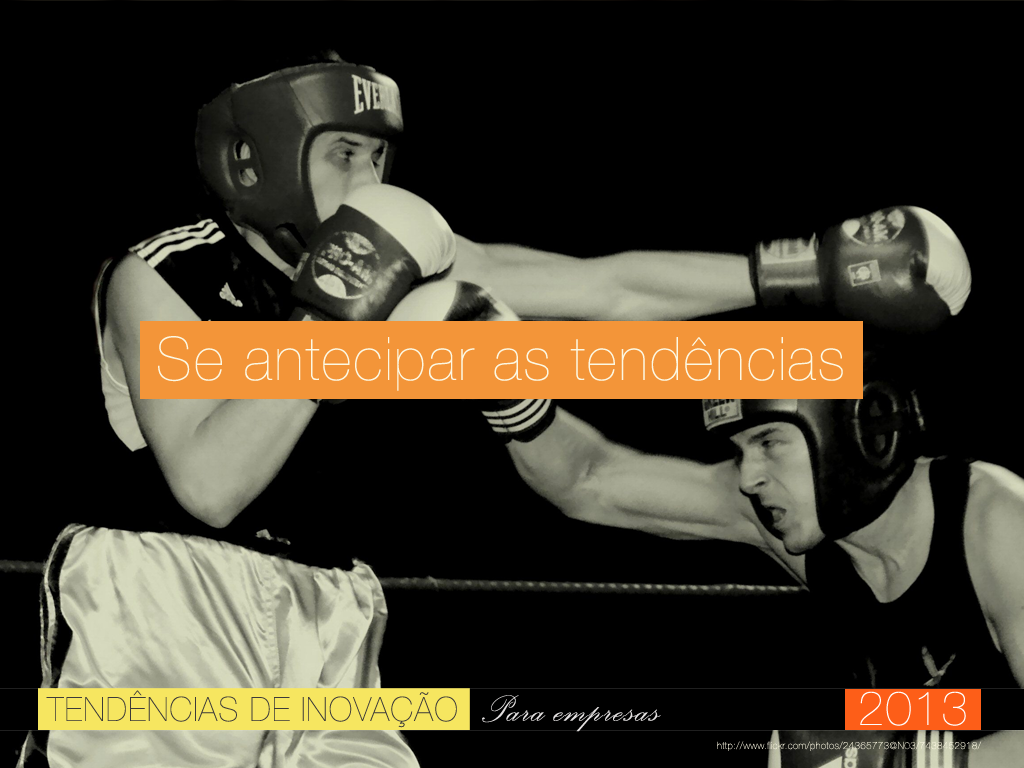 Se antecipar as tendências
TENDÊNCIAS DE INOVAÇÃO Para empresas 2013